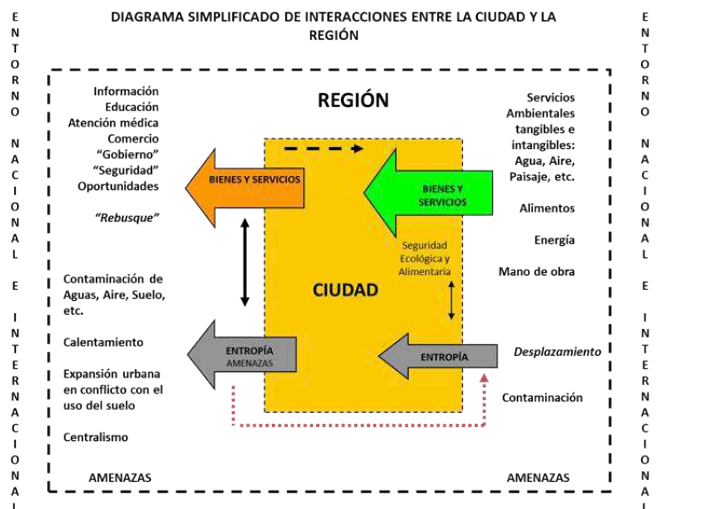 DIAGRAMA SIMPLIFICADO DE INTERACCIONES ENTRE LA CIUDAD Y LA
REGIÓN
ENTORNO NACIONAL E INTERNACIONAL
REGIÓN
Información
Educación
Atención médica
Comercio
“Gobierno”
“Seguridad”
Oportunidades
“Rebusque”
BIENES Y SERVICIOS
BIENES Y
SERVICIOS
Servicios
Ambientales
tangibles e
intangibles:
Agua, Aire,
Paisaje, etc.
Alimentos
Energía
Mano de obra
Seguridad
Ecológica y
Alimentaria
CIUDAD
Contaminación de
Aguas, Aire, Suelo,
etc.
Calentamiento
Expansión urbana
en conflicto con el
uso del suelo
Centralismo
ENTROPÍA
AMENAZAS
ENTROPÍA
Desplazamiento
Contaminación
AMENAZAS
AMENAZAS
ENTORNO NACIONAL E INTERNACIONAL